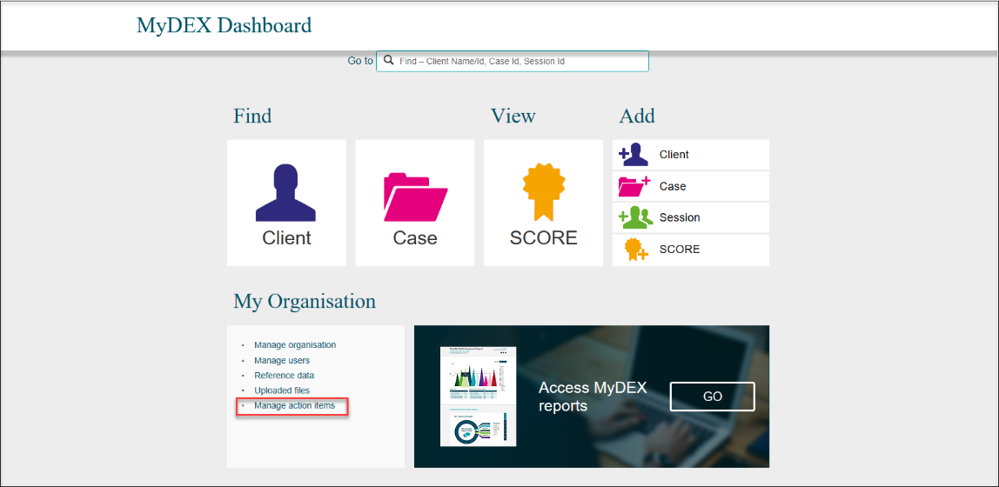 MyDEX Dashboard
Go to
Find – Client Name/Id, Case Id, Session Id
Find
View
Add
Client
Case
SCORE
Client
Case
Session
SCORE
My Organisation
Manage organisation
Manage users
Reference data
Uploaded files
Manage action items
Access MyDEX
reports
GO